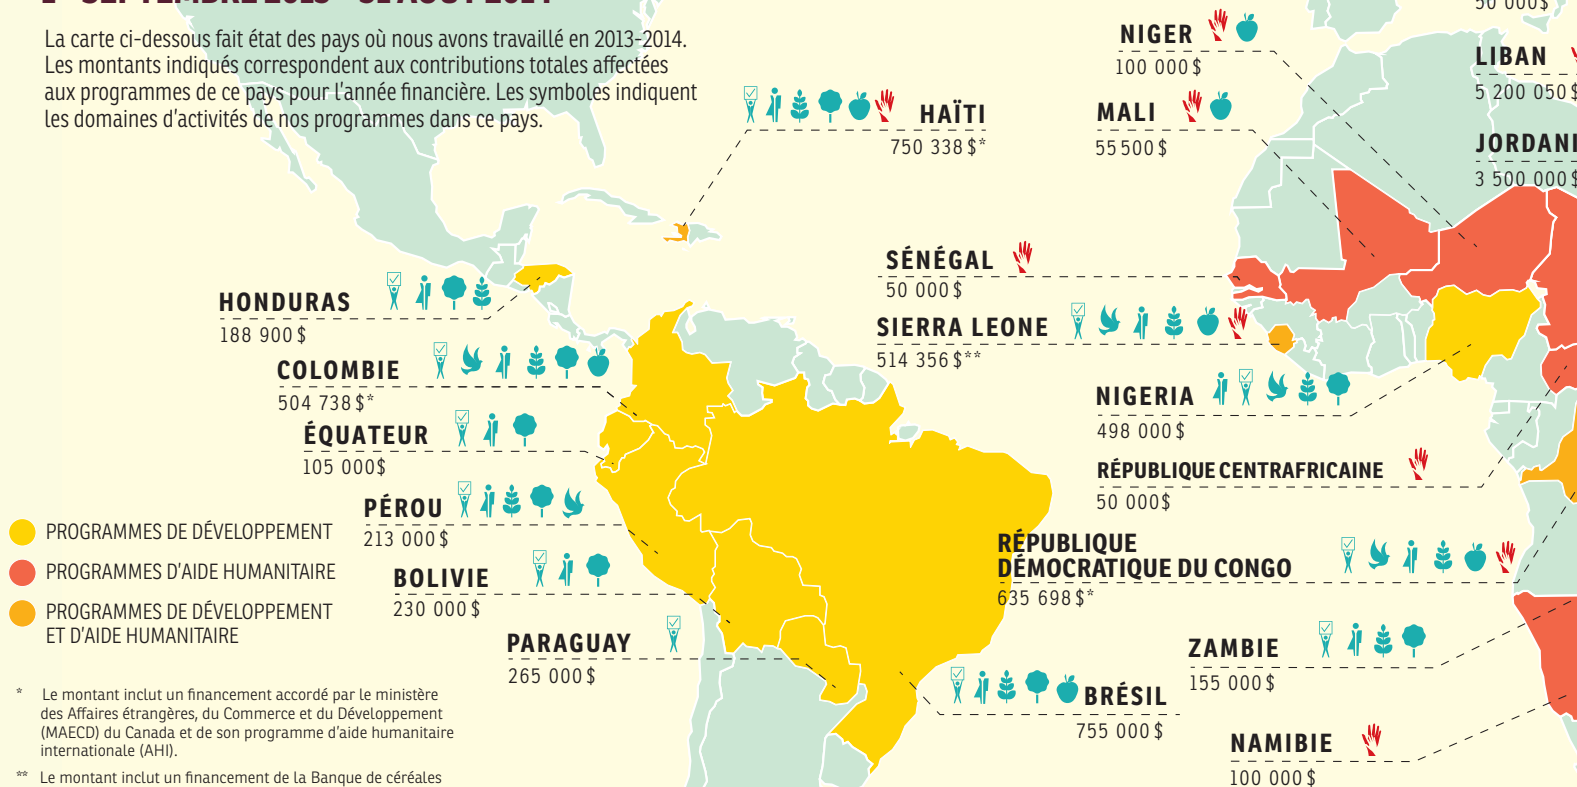 La carte ci-dessous fait état des pays où nous avons travaillé en 2013-2014.
Les montants indiqués correspondent aux contributions totales affectées
aux programmes de ce pays pour l'année financière. Les symboles indiquent
les domaines d'activités de nos programmes dans ce pays.
HAÏTI
750 338 $*
NIGER
100 000 $
MALI
55 500 $
50 000 $
LIBAN
5 200 050 $
3 500 000 $
SÉNÉGAL
50 000 $
SIERRA LEONE
514 356 $**
NIGERIA
498 000 $
RÉPUBLIQUE CENTRAFRICAINE
50 000$
RÉPUBLIQUE
DÉMOCRATIQUE DU CONGO
635 698 $*
ZAMBIE
155 000 $
NAMIBIE
100 000 $
HONDURAS
188 900 $
COLOMBIE
504 738 $*
ÉQUATEUR
105 000$
PÉROU
213 000 $
BOLIVIE
230 000 $
PARAGUAY
265 000 $
BRÉSIL
755 000 $
PROGRAMMES DE DÉVELOPPEMENT
PROGRAMMES D'AIDE HUMANITAIRE
PROGRAMMES DE DÉVELOPPEMENT
ET D'AIDE HUMANITAIRE
* Le montant inclut un financement accordé par le ministère
des Affaires étrangères, du Commerce et du Développement
(MAECD) du Canada et de son programme d'aide humanitaire
internationale (AHI).
** Le montant inclut un financement de la Banque de céréales